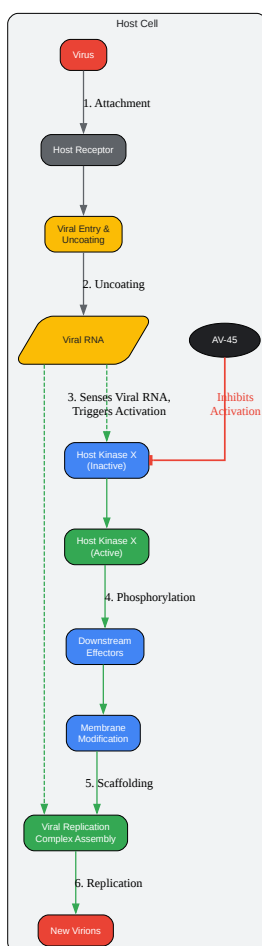 Host Cell
Virus
1. Attachment
Host Receptor
Viral Entry &
Uncoating
2. Uncoating
Viral RNA
AV-45
3. Senses Viral RNA,
Triggers Activation
Inhibits
Activation
Host Kinase X
(Inactive)
Host Kinase X
(Active)
4. Phosphorylation
Downstream
Effectors
Membrane
Modification
5. Scaffolding
Viral Replication
Complex Assembly
6. Replication
New Virions